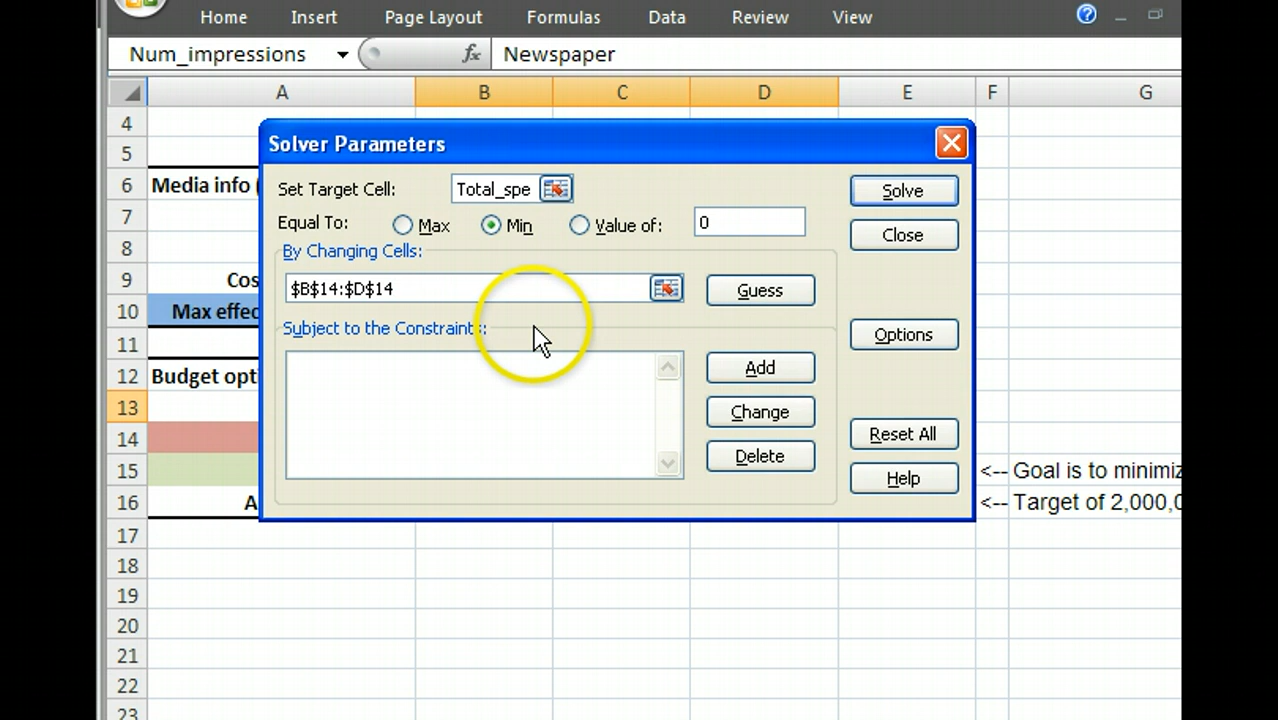 Home Insert Page Layout Formulas Data Review View
Num_impressions fx Newspaper
A B C D E F G
4
5
6 Media info (
7
8
9 Cos
10 Max effec
11
12 Budget opti
13
14
15 <-- Goal is to minimiz
16 A <-- Target of 2,000,0
17
18
19
20
21
22
23
Solver Parameters
Set Target Cell: Total_spe Solve
Equal To: Max Min Value of: 0 Close
By Changing Cells:
$B$14:$D$14 Guess
Subject to the Constraints: Options
Add
Change
Reset All
Delete
Help